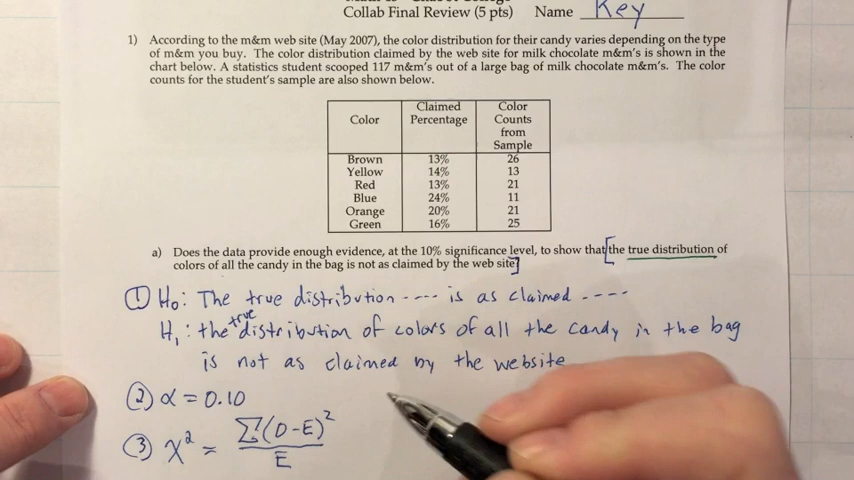 Collab Final Review (5 pts) Name Key
1) According to the m&m web site (May 2007), the color distribution for their candy varies depending on the type
of m&m you buy. The color distribution claimed by the web site for milk chocolate m&m's is shown in the
chart below. A statistics student scooped 117 m&m's out of a large bag of milk chocolate m&m's. The color
counts for the student's sample are also shown below.
Color Claimed Percentage Color Counts from Sample
Brown 13% 26
Yellow 14% 13
Red 13% 21
Blue 24% 11
Orange 20% 21
Green 16% 25
a) Does the data provide enough evidence, at the 10% significance level, to show that [the true distribution of
colors of all the candy in the bag is not as claimed by the web site]
① H₀: The true distribution ---- is as claimed ----
H₁: the true distribution of colors of all the candy in the bag
is not as claimed by the website
② α = 0.10
③ χ² = Σ(O-E)²/E